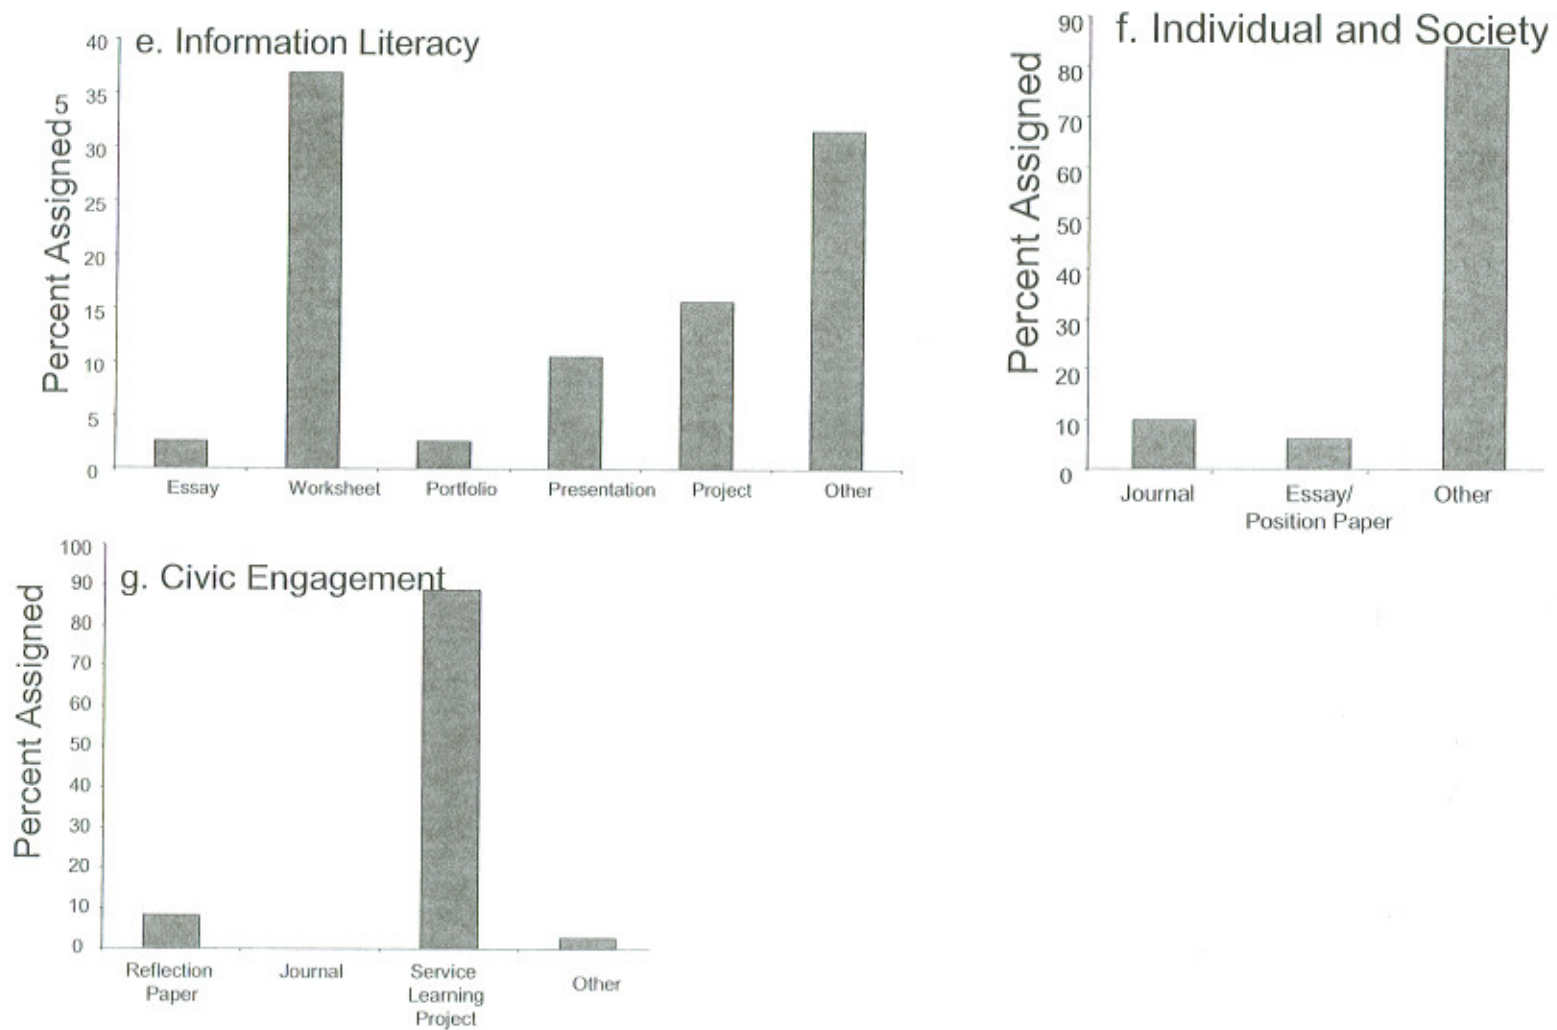 e. Information Literacy
Percent Assigned 5
40
35
30
25
20
15
10
5
0
Essay
Worksheet
Portfolio
Presentation
Project
Other
f. Individual and Society
Percent Assigned
90
80
70
60
50
40
30
20
10
0
Journal
Essay/
Position Paper
Other
g. Civic Engagement
Percent Assigned
100
90
80
70
60
50
40
30
20
10
0
Reflection
Paper
Journal
Service
Learning
Project
Other